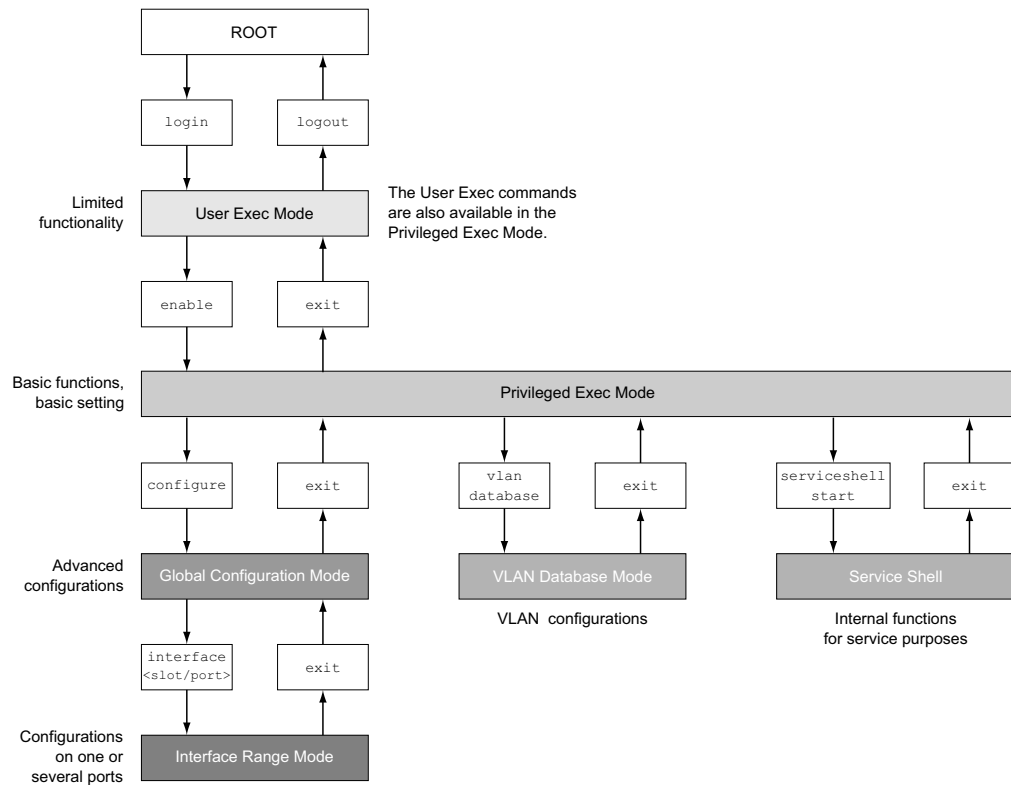 ROOT
login
logout
Limited
functionality
User Exec Mode
The User Exec commands
are also available in the
Privileged Exec Mode.
enable
exit
Basic functions,
basic setting
Privileged Exec Mode
configure
exit
vlan
database
exit
serviceshell
start
exit
Advanced
configurations
Global Configuration Mode
VLAN Database Mode
Service Shell
VLAN configurations
Internal functions
for service purposes
interface
<slot/port>
exit
Configurations
on one or
several ports
Interface Range Mode